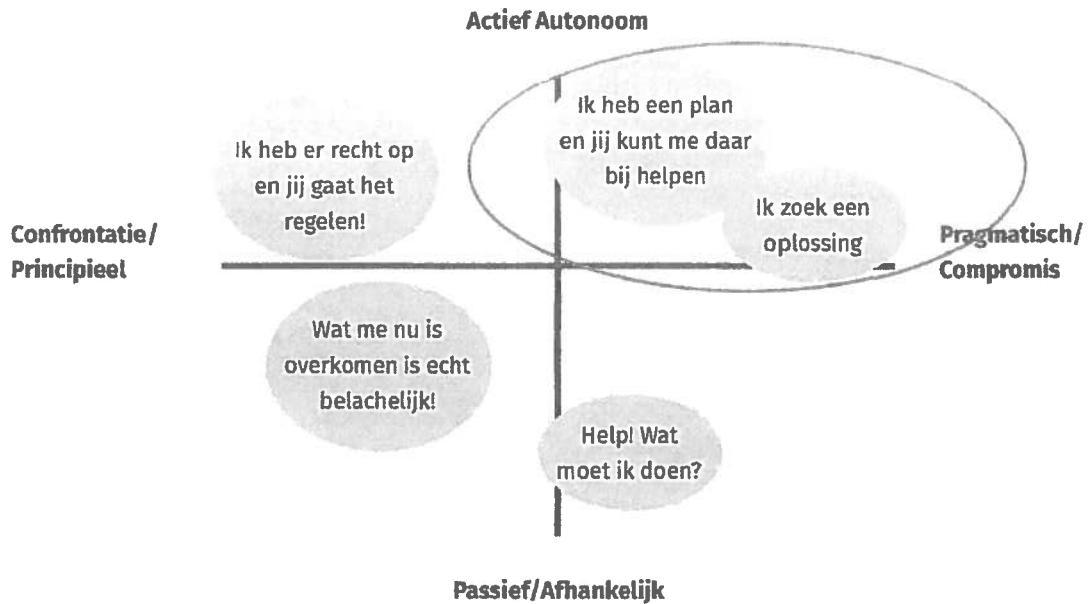 Actief Autonoom
Ik heb een plan
en jij kunt me daar
bij helpen
Ik heb er recht op
en jij gaat het
regelen!
Ik zoek een
oplossing
Confrontatie/
Principieel
Pragmatisch/
Compromis
Wat me nu is
overkomen is echt
belachelijk!
Help! Wat
moet ik doen?
Passief/Afhankelijk